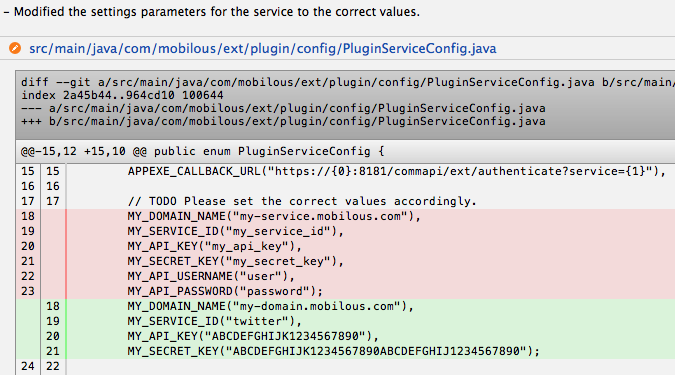 – Modified the settings parameters for the service to the correct values.
src/main/java/com/mobilous/ext/plugin/config/PluginServiceConfig.java
diff --git a/src/main/java/com/mobilous/ext/plugin/config/PluginServiceConfig.java b/src/main/
index 2a45b44..964cd10 100644
--- a/src/main/java/com/mobilous/ext/plugin/config/PluginServiceConfig.java
+++ b/src/main/java/com/mobilous/ext/plugin/config/PluginServiceConfig.java
@@-15,12 +15,10 @@ public enum PluginServiceConfig {
15 15 APPEXE_CALLBACK_URL("https://{0}:8181/commapi/ext/authenticate?service={1}"),
16 16
17 17 // TODO Please set the correct values accordingly.
18 MY_DOMAIN_NAME("my-service.mobilous.com"),
19 MY_SERVICE_ID("my_service_id"),
20 MY_API_KEY("my_api_key"),
21 MY_SECRET_KEY("my_secret_key"),
22 MY_API_USERNAME("user"),
23 MY_API_PASSWORD("password");
18 MY_DOMAIN_NAME("my-domain.mobilous.com"),
19 MY_SERVICE_ID("twitter"),
20 MY_API_KEY("ABCDEFGHIJK1234567890"),
21 MY_SECRET_KEY("ABCDEFGHIJK1234567890ABCDEFGHIJ1234567890");
24 22